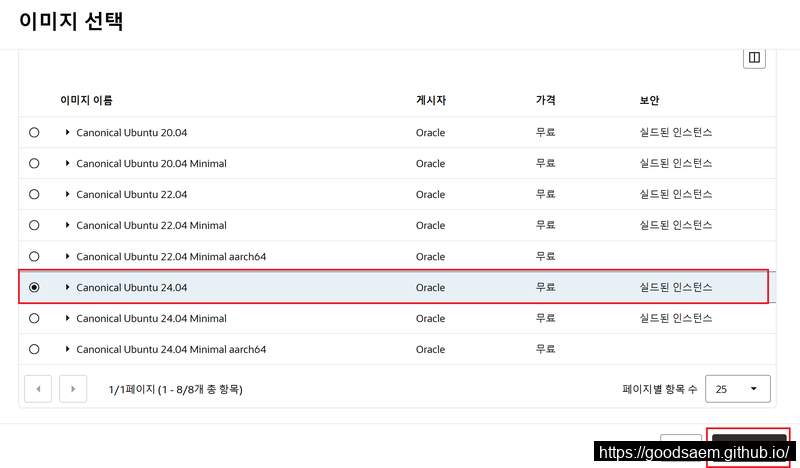 이미지 선택
이미지 이름 게시자 가격 보안
Canonical Ubuntu 20.04 Oracle 무료 실드된 인스턴스
Canonical Ubuntu 20.04 Minimal Oracle 무료 실드된 인스턴스
Canonical Ubuntu 22.04 Oracle 무료 실드된 인스턴스
Canonical Ubuntu 22.04 Minimal Oracle 무료 실드된 인스턴스
Canonical Ubuntu 22.04 Minimal aarch64 Oracle 무료
Canonical Ubuntu 24.04 Oracle 무료 실드된 인스턴스
Canonical Ubuntu 24.04 Minimal Oracle 무료 실드된 인스턴스
Canonical Ubuntu 24.04 Minimal aarch64 Oracle 무료
1/1페이지 (1 - 8/8개 총 항목) 페이지별 항목 수 25
https://goodsaem.github.io/